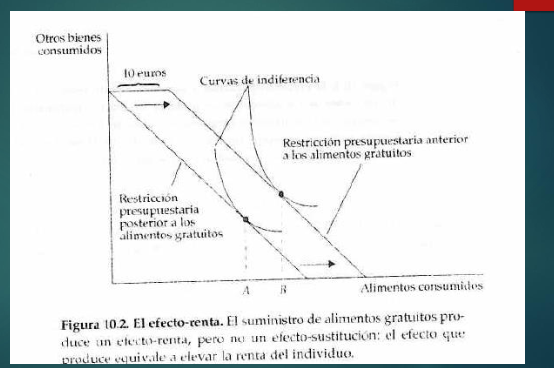 Otros bienes
consumidos
10 euros
Curvas de indiferencia
Restricción presupuestaria anterior
a los alimentos gratuitos
Restricción
presupuestaria
posterior a los
alimentos gratuitos
A
B
Alimentos consumidos
Figura 10.2. El efecto-renta. El suministro de alimentos gratuitos pro-
duce un efecto-renta, pero no un efecto-sustitución: el efecto que
produce equivale a elevar la renta del individuo.